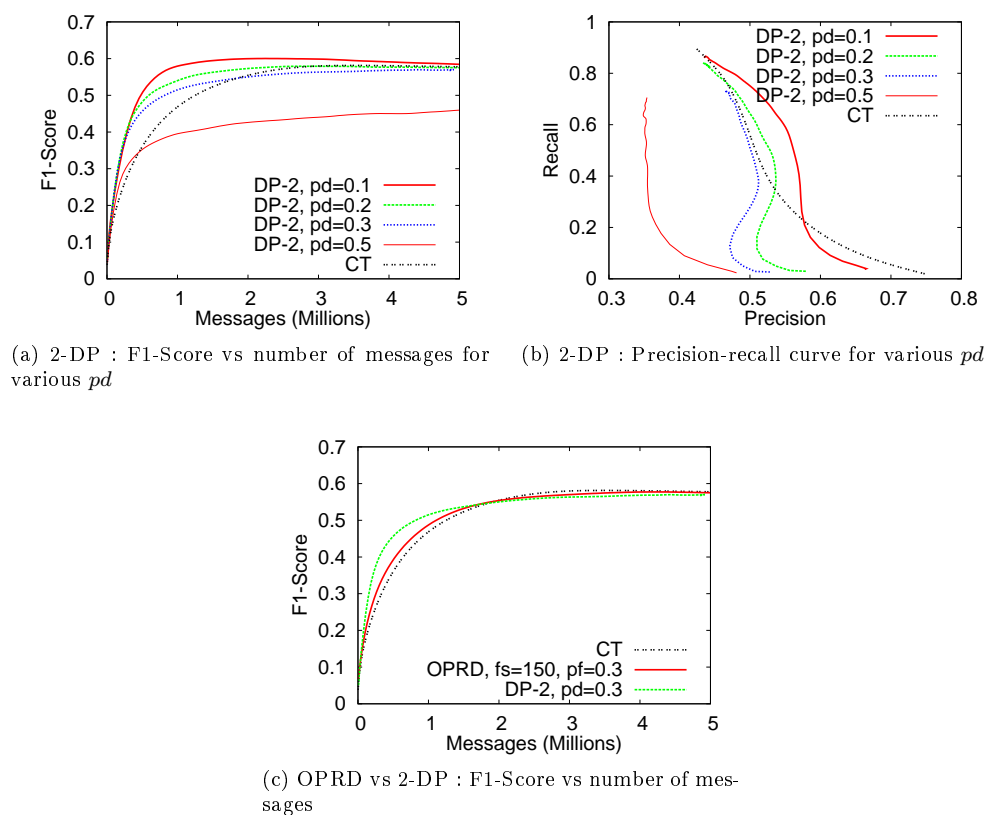 0.7
0.6
0.5
0.4
0.3
0.2
0.1
0
F1-Score
DP-2, pd=0.1
DP-2, pd=0.2
DP-2, pd=0.3
DP-2, pd=0.5
CT
0 1 2 3 4 5
Messages (Millions)
(a) 2-DP : F1-Score vs number of messages for
various pd
1
0.8
0.6
0.4
0.2
0
Recall
DP-2, pd=0.1
DP-2, pd=0.2
DP-2, pd=0.3
DP-2, pd=0.5
CT
0.3 0.4 0.5 0.6 0.7 0.8
Precision
(b) 2-DP : Precision-recall curve for various pd
0.7
0.6
0.5
0.4
0.3
0.2
0.1
0
F1-Score
CT
OPRD, fs=150, pf=0.3
DP-2, pd=0.3
0 1 2 3 4 5
Messages (Millions)
(c) OPRD vs 2-DP : F1-Score vs number of mes-
sages